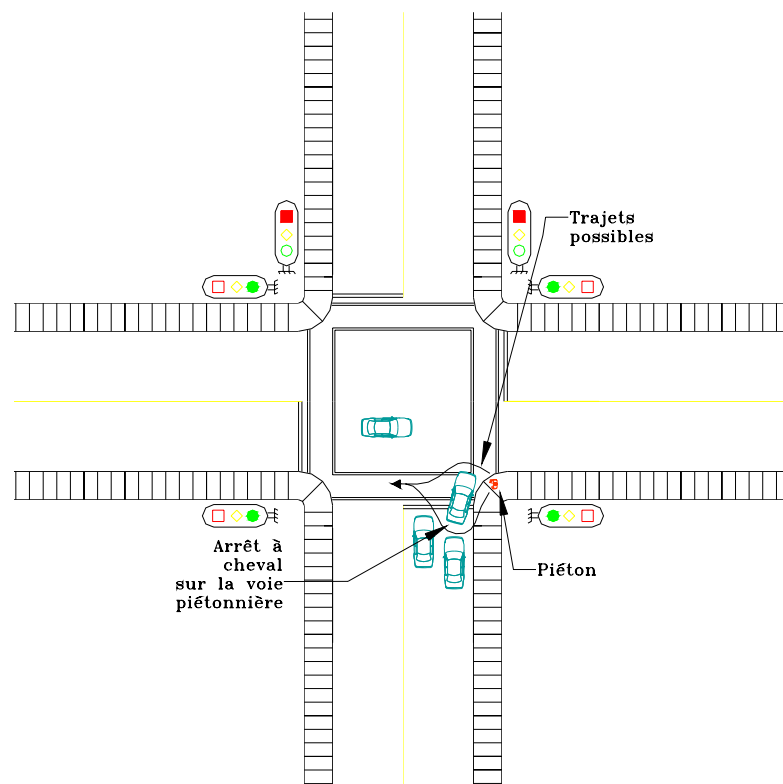 Trajets
possibles
Arrêt à
cheval
sur la voie
piétonnière
Piéton